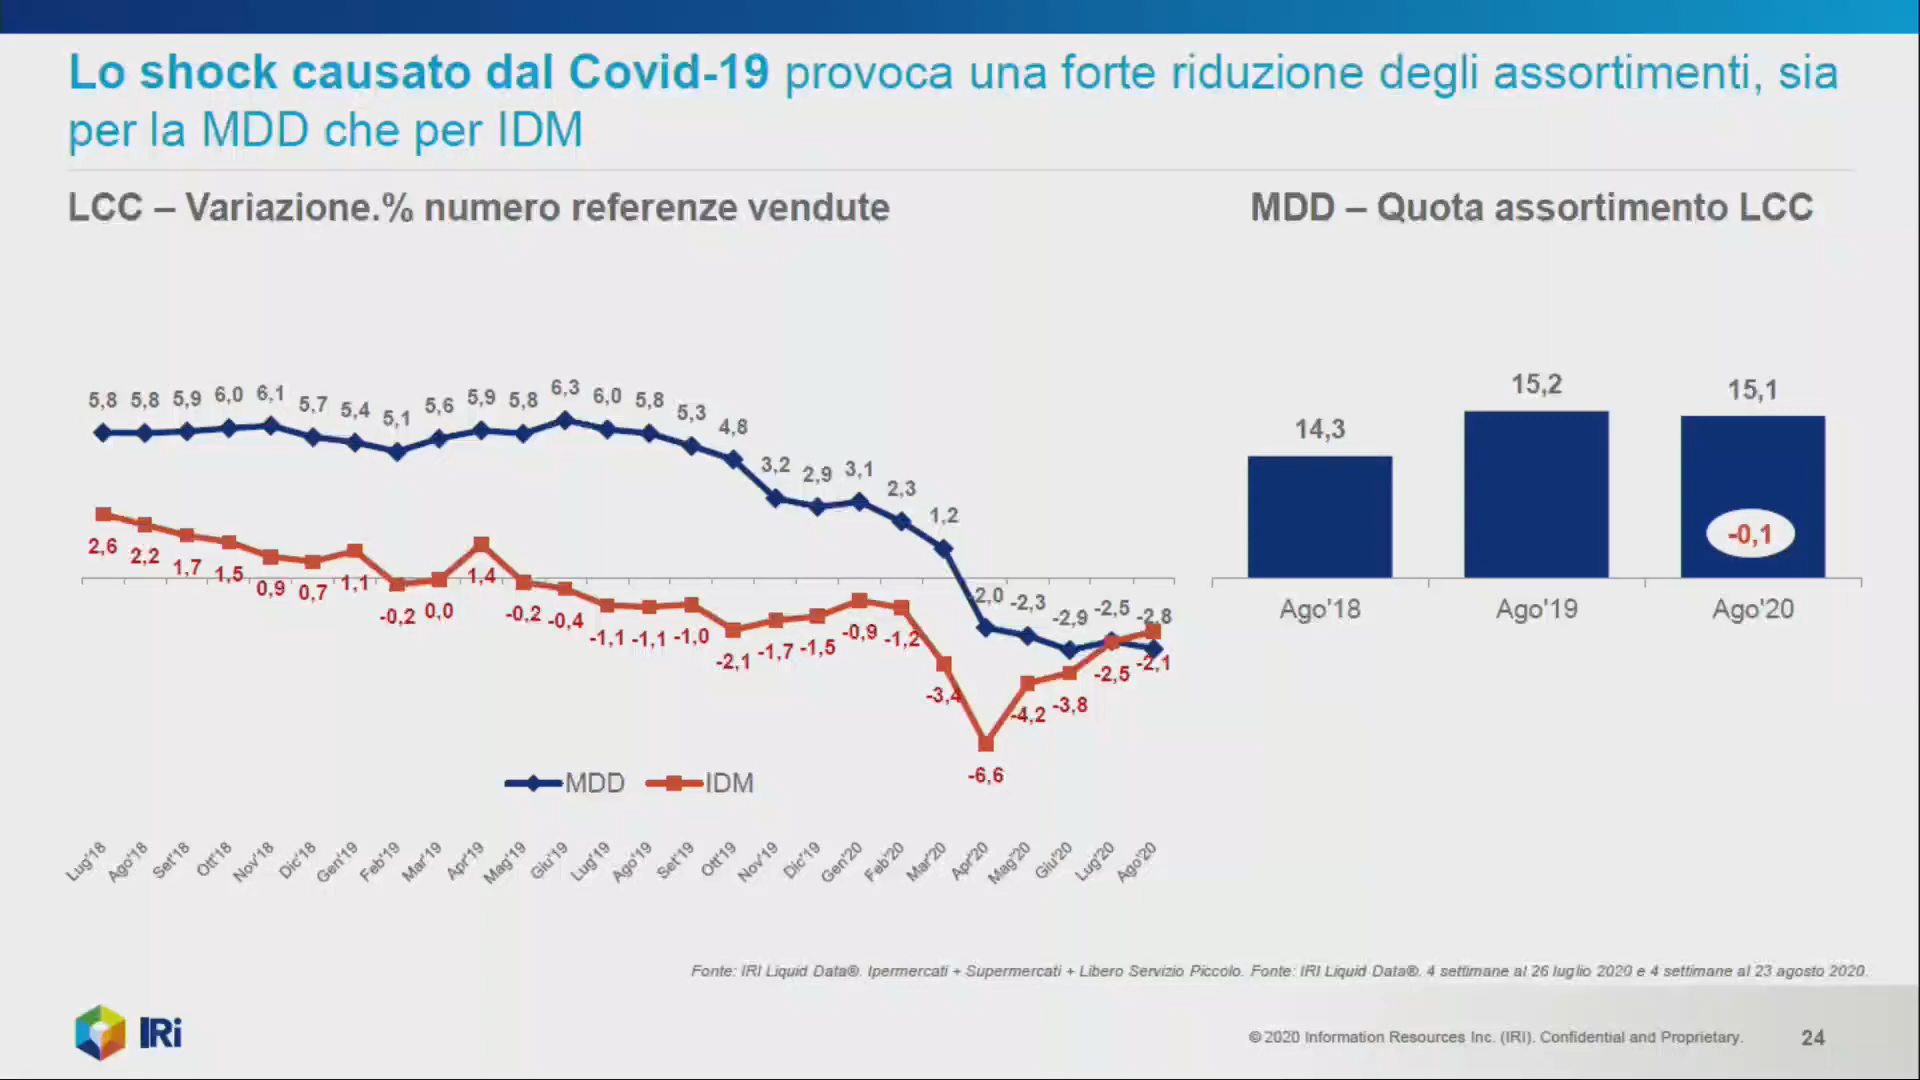 Lo shock causato dal Covid-19 provoca una forte riduzione degli assortimenti, sia
per la MDD che per IDM
LCC – Variazione.% numero referenze vendute
5,8 5,8 5,9 6,0 6,1 5,7 5,4 5,1 5,6 5,9 5,8 6,3 6,0 5,8 5,3 4,8 3,2 2,9 3,1 2,3 1,2 -2,0 -2,3 -2,9 -2,5 -2,8
2,6 2,2 1,7 1,5 0,9 0,7 1,1 -0,2 0,0 1,4 -0,2 -0,4 -1,1 -1,1 -1,0 -2,1 -1,7 -1,5 -0,9 -1,2 -3,4 -6,6 -4,2 -3,8 -2,5 -2,1
MDD IDM
Lug'18 Ago'18 Set'18 Ott'18 Nov'18 Dic'18 Gen'19 Feb'19 Mar'19 Apr'19 Mag'19 Giu'19 Lug'19 Ago'19 Set'19 Ott'19 Nov'19 Dic'19 Gen'20 Feb'20 Mar'20 Apr'20 Mag'20 Giu'20 Lug'20 Ago'20
MDD – Quota assortimento LCC
14,3 15,2 15,1
-0,1
Ago'18 Ago'19 Ago'20
Fonte: IRI Liquid Data®. Ipermercati + Supermercati + Libero Servizio Piccolo. Fonte: IRI Liquid Data®. 4 settimane al 26 luglio 2020 e 4 settimane al 23 agosto 2020.
IRi
© 2020 Information Resources Inc. (IRI). Confidential and Proprietary.
24